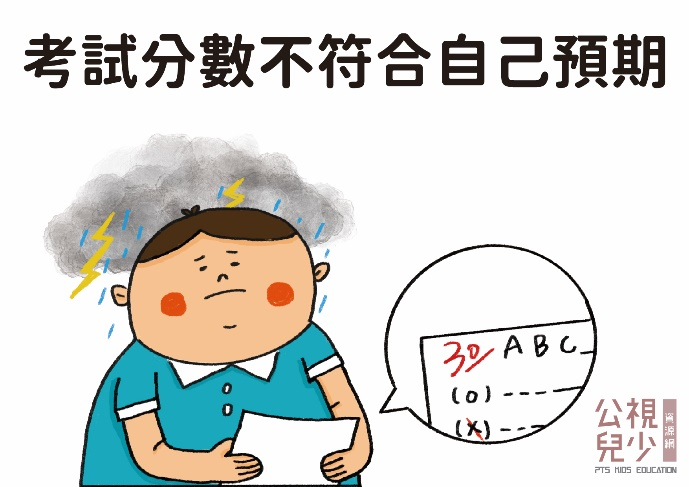 考試分數不符合自己預期
30 A B C
(O)
(X)
公視
兒少
資源網
PTS KIDS EDUCATION